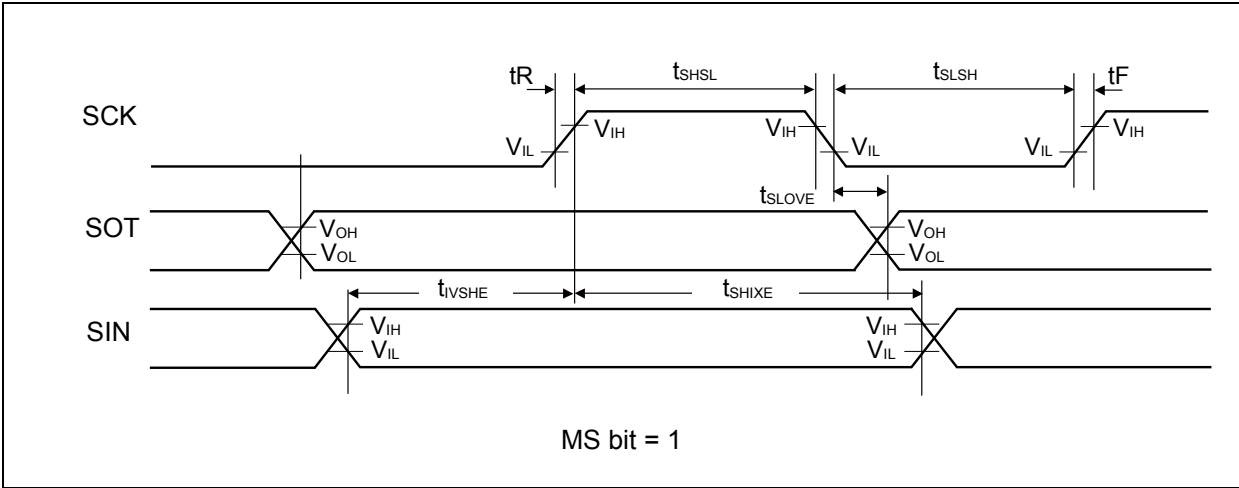 tR tSHSL tSLSH tF
SCK
VIH VIH VIH
VIL VIL VIL
tSLOVE
SOT
VOH VOH
VOL VOL
tIVSHE tSHIXE
SIN
VIH VIH
VIL VIL
MS bit = 1